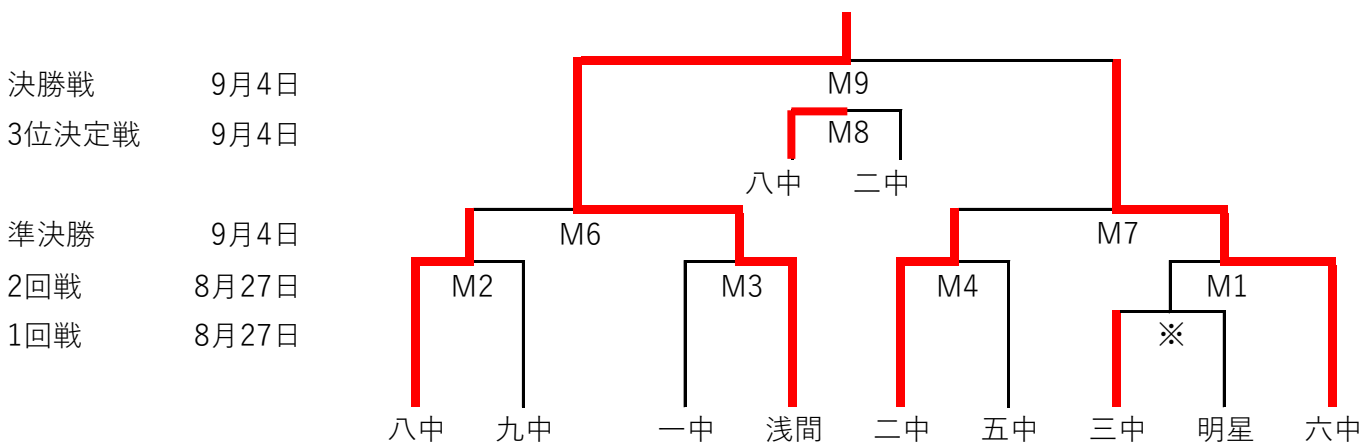 決勝戦 9月4日
M9
3位決定戦 9月4日
M8
八中 二中
準決勝 9月4日
M6 M7
2回戦 8月27日
M2 M3 M4 M1
1回戦 8月27日
※
八中 九中 一中 浅間 二中 五中 三中 明星 六中